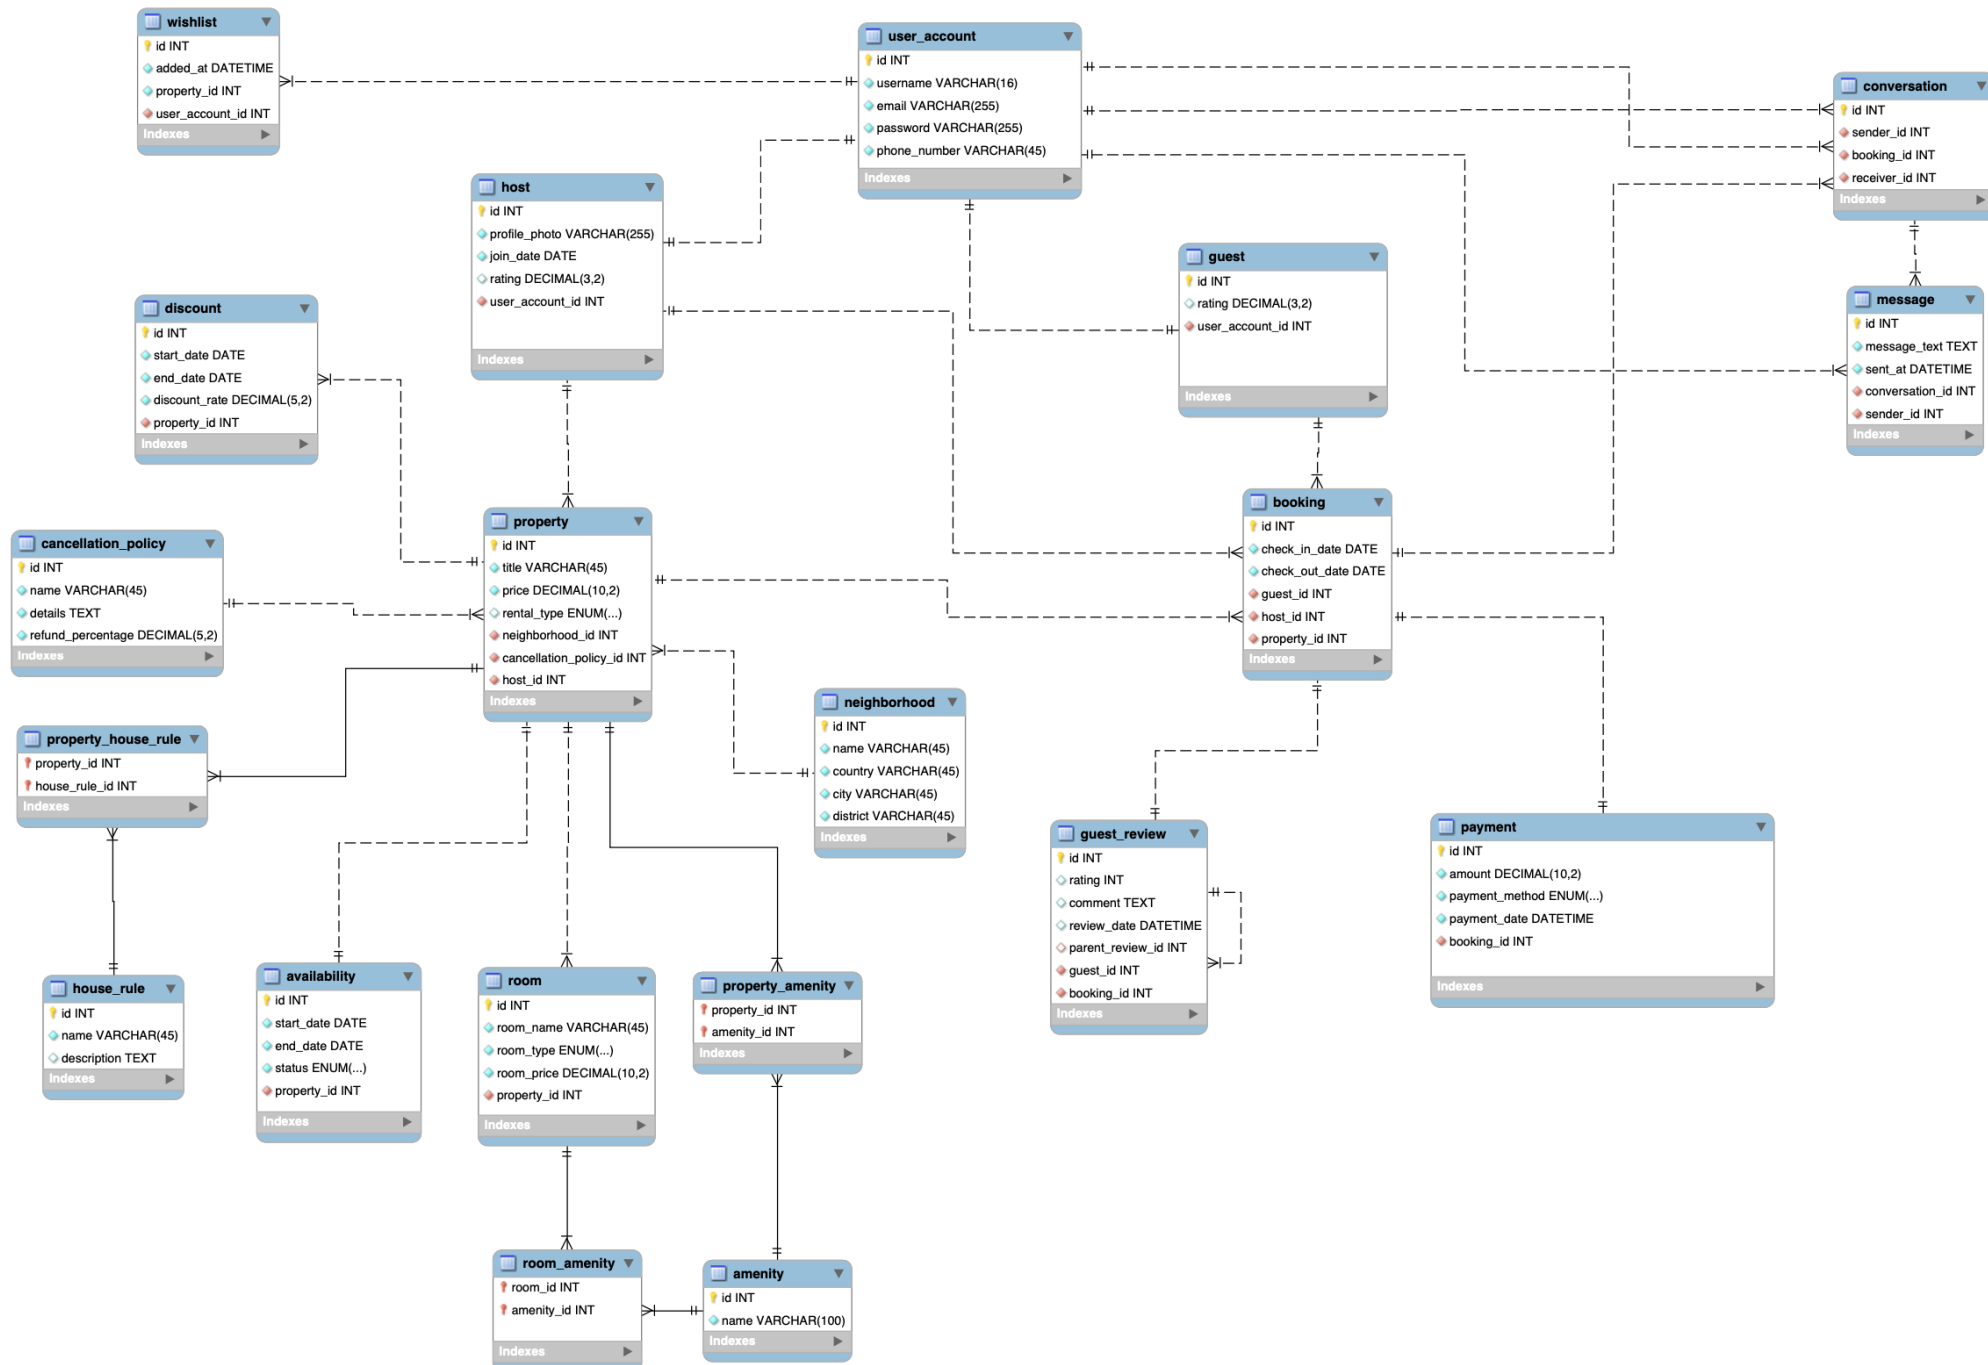 wishlist
id INT
added_at DATETIME
property_id INT
user_account_id INT
Indexes
user_account
id INT
username VARCHAR(16)
email VARCHAR(255)
password VARCHAR(255)
phone_number VARCHAR(45)
Indexes
conversation
id INT
sender_id INT
booking_id INT
receiver_id INT
Indexes
host
id INT
profile_photo VARCHAR(255)
join_date DATE
rating DECIMAL(3,2)
user_account_id INT
Indexes
guest
id INT
rating DECIMAL(3,2)
user_account_id INT
Indexes
message
id INT
message_text TEXT
sent_at DATETIME
conversation_id INT
sender_id INT
Indexes
discount
id INT
start_date DATE
end_date DATE
discount_rate DECIMAL(5,2)
property_id INT
Indexes
property
id INT
title VARCHAR(45)
price DECIMAL(10,2)
rental_type ENUM(...)
neighborhood_id INT
cancellation_policy_id INT
host_id INT
Indexes
booking
id INT
check_in_date DATE
check_out_date DATE
guest_id INT
host_id INT
property_id INT
Indexes
cancellation_policy
id INT
name VARCHAR(45)
details TEXT
refund_percentage DECIMAL(5,2)
Indexes
neighborhood
id INT
name VARCHAR(45)
country VARCHAR(45)
city VARCHAR(45)
district VARCHAR(45)
Indexes
property_house_rule
property_id INT
house_rule_id INT
Indexes
guest_review
id INT
rating INT
comment TEXT
review_date DATETIME
parent_review_id INT
guest_id INT
booking_id INT
Indexes
payment
id INT
amount DECIMAL(10,2)
payment_method ENUM(...)
payment_date DATETIME
booking_id INT
Indexes
house_rule
id INT
name VARCHAR(45)
description TEXT
Indexes
availability
id INT
start_date DATE
end_date DATE
status ENUM(...)
property_id INT
Indexes
room
id INT
room_name VARCHAR(45)
room_type ENUM(...)
room_price DECIMAL(10,2)
property_id INT
Indexes
property_amenity
property_id INT
amenity_id INT
Indexes
room_amenity
room_id INT
amenity_id INT
Indexes
amenity
id INT
name VARCHAR(100)
Indexes